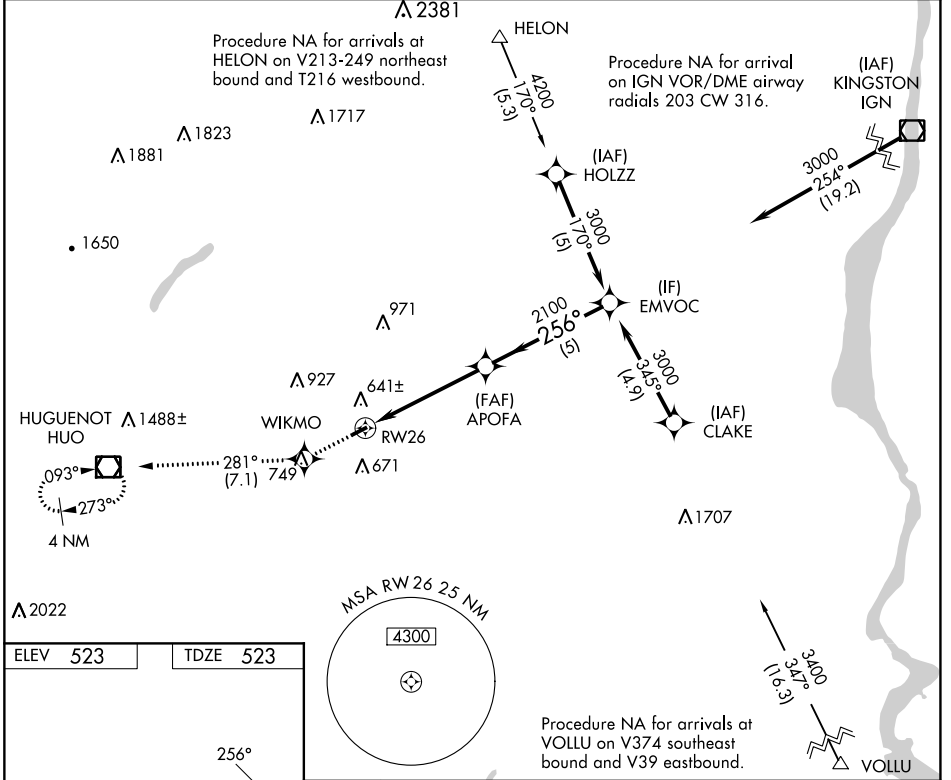 2381
HELON
Procedure NA for arrivals at
HELON on V213-249 northeast
bound and T216 westbound.
Procedure NA for arrival
on IGN VOR/DME airway
radials 203 CW 316.
(IAF)
KINGSTON
IGN
4200
170°
(5.3)
1717
1823
1881
(IAF)
HOLZZ
3000
254°
(19.2)
3000
170°
(5)
1650
(IF)
EMVOC
971
2100
256°
(5)
3000
345°
(4.9)
927
641±
(FAF)
APOFA
(IAF)
CLAKE
HUGUENOT
HUO
1488±
WIKMO
RW26
281°
(7.1)
749
671
093°
273°
4 NM
1707
2022
MSA RW26 25 NM
4300
3400
347°
(16.3)
ELEV 523
TDZE 523
256°
Procedure NA for arrivals at
VOLLU on V374 southeast
bound and V39 eastbound.
VOLLU